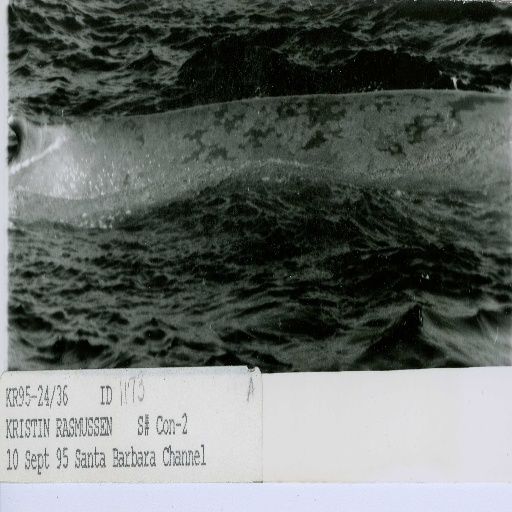 KR95-24/36 ID 1173 A
KRISTIN RASMUSSEN S# Con-2
10 Sept 95 Santa Barbara Channel